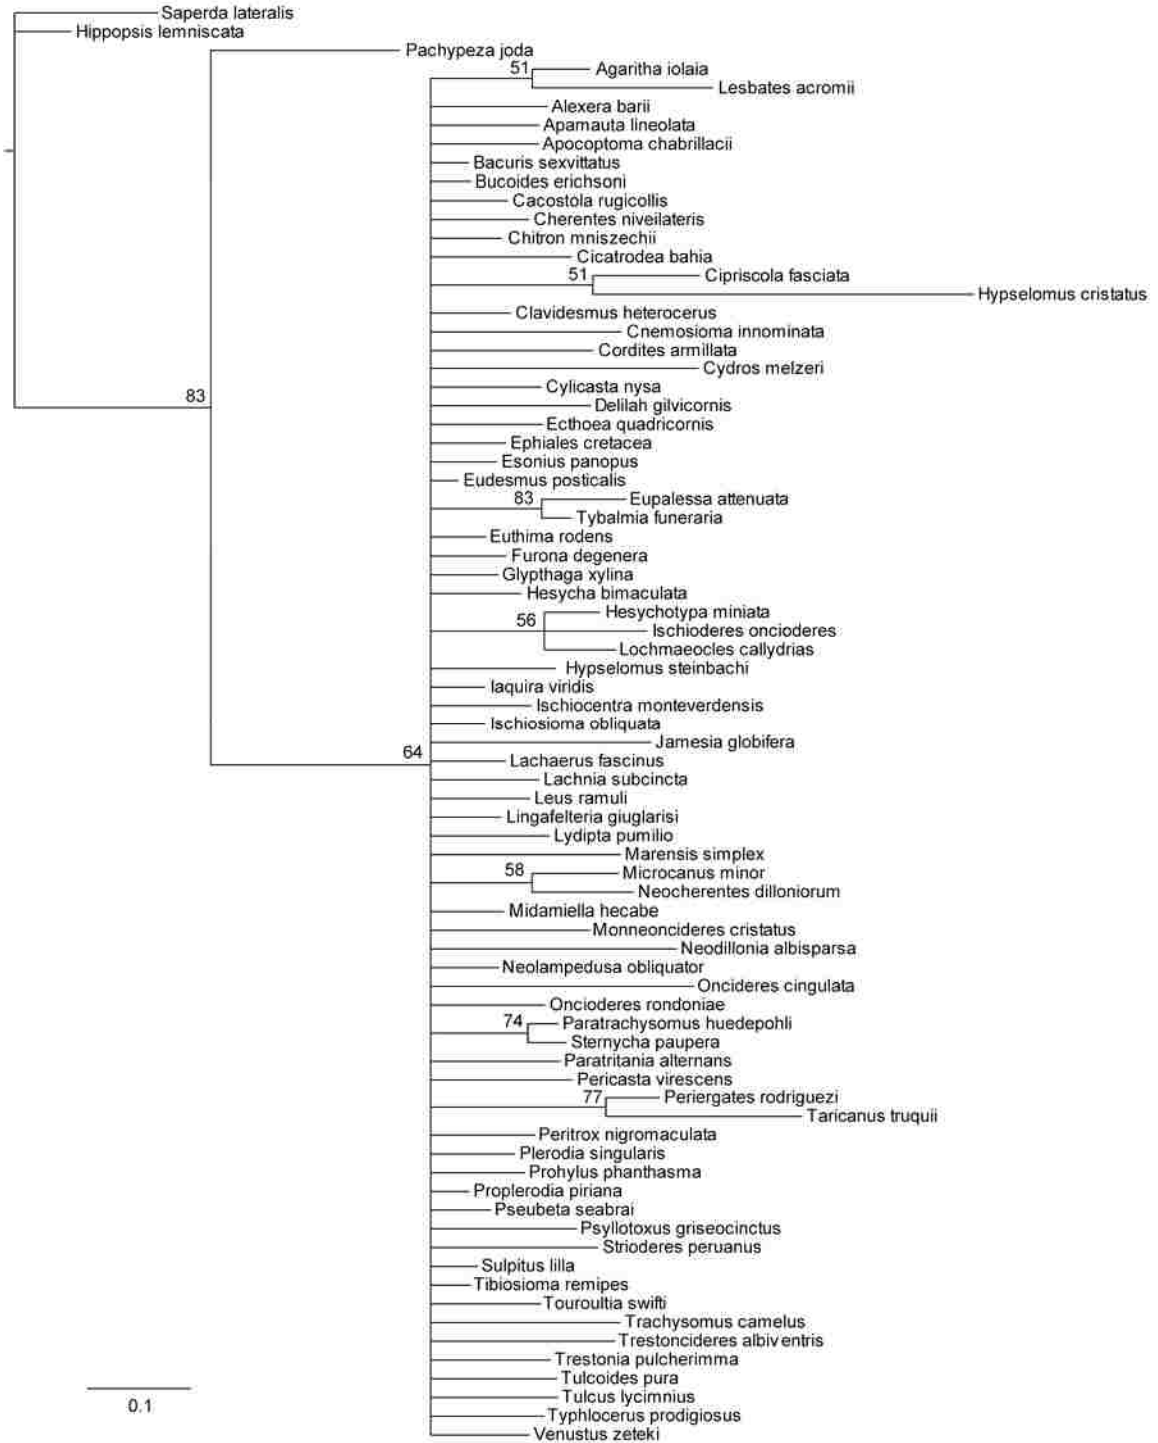 Saperda lateralis
Hippopsis lemniscata
Pachypeza joda
51
Agaritha iolaia
Lesbates acromii
Alexera barii
Apamauta lineolata
Apocoptoma chabrillacii
Bacuris sexvittatus
Bucoides erichsoni
Cacostola rugicollis
Cherentes niveilateris
Chitron mniszechii
Cicatrodea bahia
51
Cipriscola fasciata
Hypselomus cristatus
Clavidesmus heterocerus
Cnemosioma innominata
Cordites armillata
Cydros melzeri
Cylicasta nysa
83
Delilah gilvicornis
Ecthoea quadricornis
Ephiales cretacea
Esonius panopus
Eudesmus posticalis
83
Eupalessa attenuata
Tybalmia funeraria
Euthima rodens
Furona degenera
Glypthaga xylina
Hesycha bimaculata
Hesychotypa miniata
56
Ischioderes oncioderes
Lochmaeocles callydrias
Hypselomus steinbachi
Iaquira viridis
Ischiocentra monteverdensis
Ischiosioma obliquata
Jamesia globifera
64
Lachaerus fascinus
Lachnia subcincta
Leus ramuli
Lingafelteria giuglarisi
Lydipta pumilio
Marensis simplex
58
Microcanus minor
Neocherentes dilloniorum
Midamiella hecabe
Monneoncideres cristatus
Neodillonia albisparsa
Neolampedusa obliquator
Oncideres cingulata
Oncioderes rondoniae
74
Paratrachysomus huedepohli
Sternycha paupera
Paratritania alternans
Pericasta virescens
77
Periergates rodriguezi
Taricanus truquii
Peritrox nigromaculata
Plerodia singularis
Prohylus phanthasma
Proplerodia piriana
Pseubeta seabrai
Psyllotoxus griseocinctus
Strioderes peruanus
Sulpitus lilla
Tibiosioma remipes
Touroultia swifti
Trachysomus camelus
Trestoncideres albiventris
Trestonia pulcherimma
Tulcoides pura
Tulcus lycimnius
0.1
Typhlocerus prodigiosus
Venustus zeteki